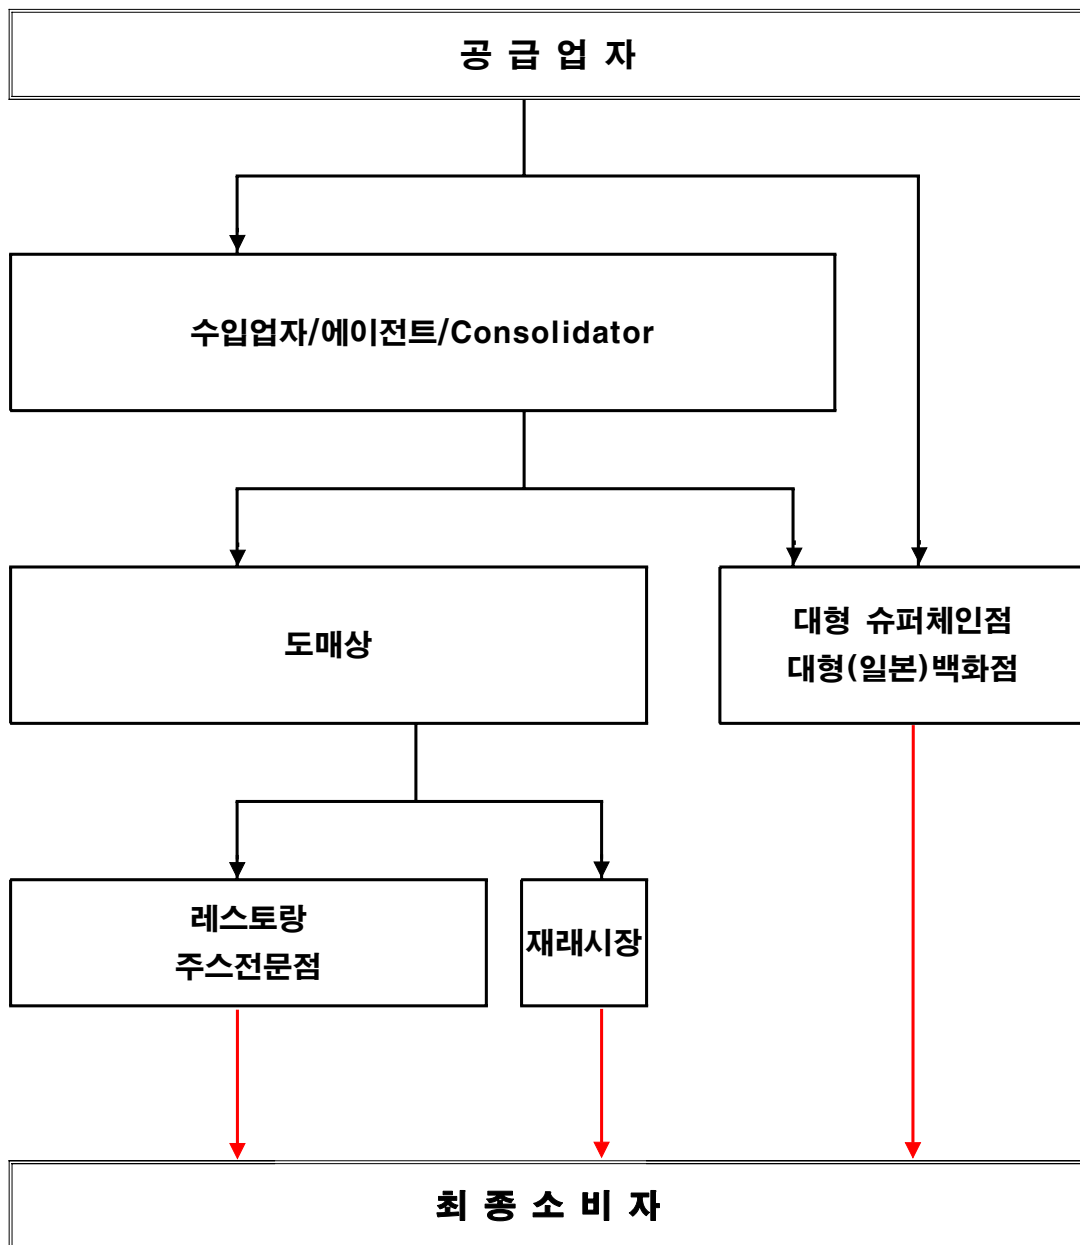 공 급 업 자
수입업자/에이전트/Consolidator
도매상
대형 슈퍼체인점
대형(일본)백화점
레스토랑
주스전문점
재래시장
최 종 소 비 자